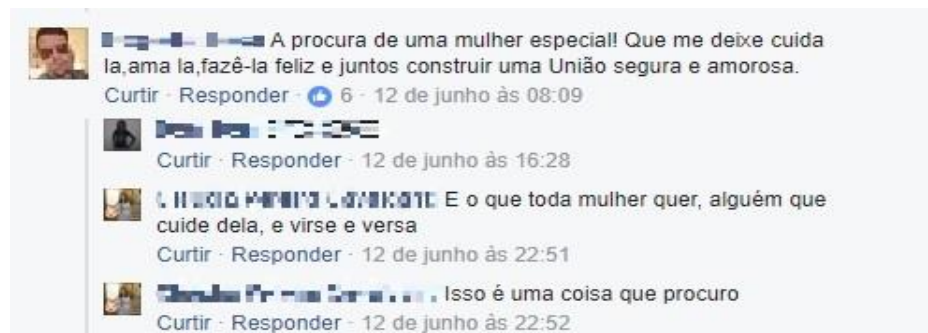 A procura de uma mulher especial! Que me deixe cuida
la,ama la,fazê-la feliz e juntos construir uma União segura e amorosa.
Curtir · Responder · 6 · 12 de junho às 08:09
Curtir · Responder · 12 de junho às 16:28
E o que toda mulher quer, alguém que
cuide dela, e virse e versa
Curtir · Responder · 12 de junho às 22:51
Isso é uma coisa que procuro
Curtir · Responder · 12 de junho às 22:52